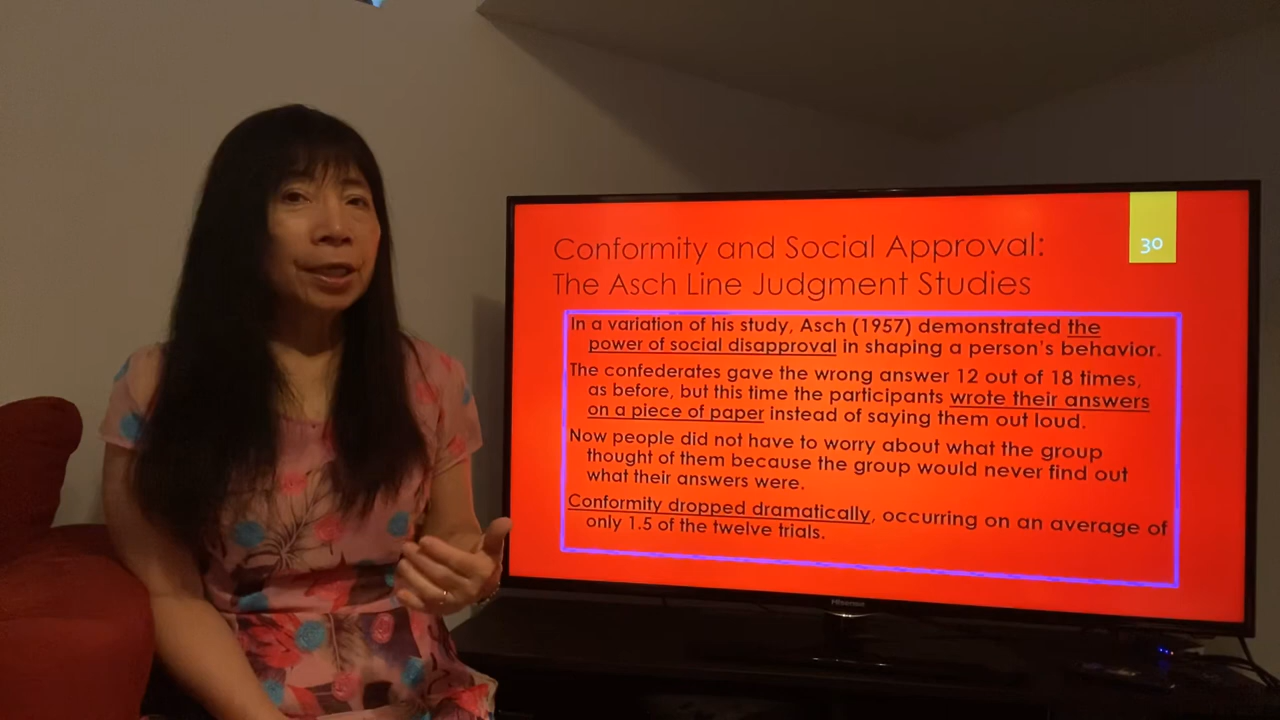 30
Conformity and Social Approval:
The Asch Line Judgment Studies
In a variation of his study, Asch (1957) demonstrated the
power of social disapproval in shaping a person's behavior.
The confederates gave the wrong answer 12 out of 18 times,
as before, but this time the participants wrote their answers
on a piece of paper instead of saying them out loud.
Now people did not have to worry about what the group
thought of them because the group would never find out
what their answers were.
Conformity dropped dramatically, occurring on an average of
only 1.5 of the twelve trials.
Hisense